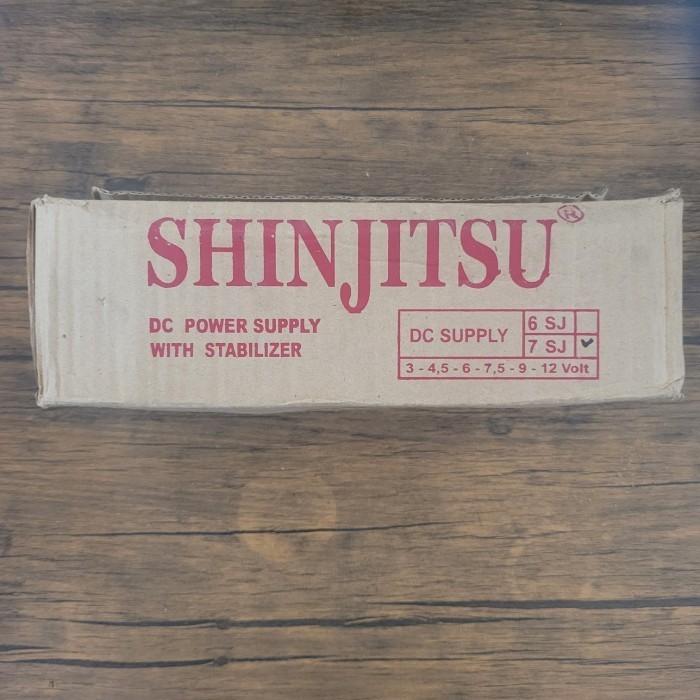 SHINJITSU ®
DC POWER SUPPLY
WITH STABILIZER
DC SUPPLY
6 SJ
7 SJ ✓
3 - 4,5 - 6 - 7,5 - 9 - 12 Volt